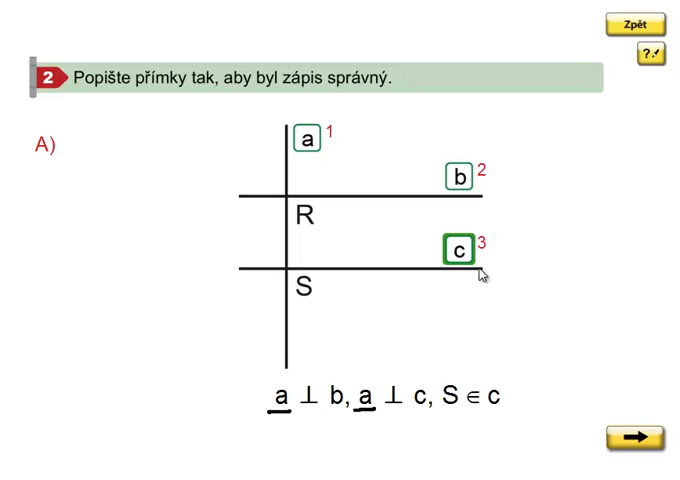 Zpět
?
2 Popište přímky tak, aby byl zápis správný.
A)
a 1
b 2
R
c 3
S
a ⊥ b, a ⊥ c, S ∈ c